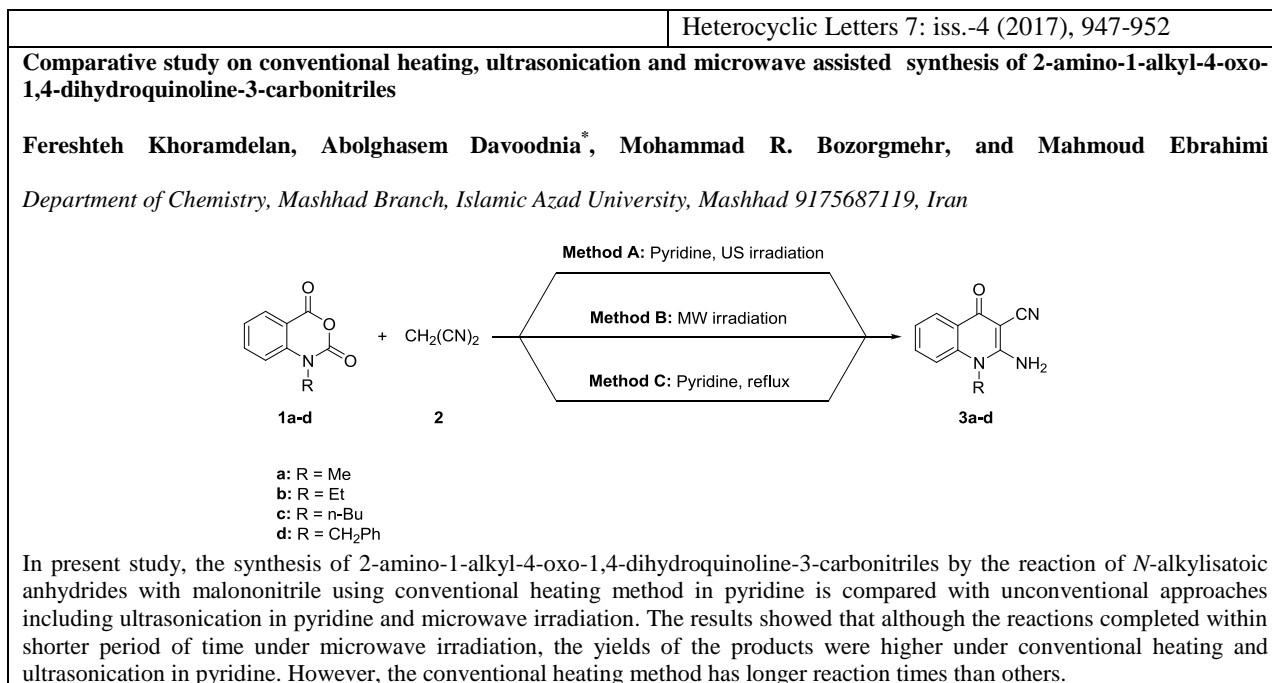 Heterocyclic Letters 7: iss.-4 (2017), 947-952
Comparative study on conventional heating, ultrasonication and microwave assisted synthesis of 2-amino-1-alkyl-4-oxo-
1,4-dihydroquinoline-3-carbonitriles
Fereshteh Khoramdelan, Abolghasem Davoodnia*, Mohammad R. Bozorgmehr, and Mahmoud Ebrahimi
Department of Chemistry, Mashhad Branch, Islamic Azad University, Mashhad 9175687119, Iran
Method A: Pyridine, US irradiation
O
O
O
N
R
1a-d
+
CH2(CN)2
2
Method B: MW irradiation
Method C: Pyridine, reflux
O
CN
N
NH2
R
3a-d
a: R = Me
b: R = Et
c: R = n-Bu
d: R = CH2Ph
In present study, the synthesis of 2-amino-1-alkyl-4-oxo-1,4-dihydroquinoline-3-carbonitriles by the reaction of N-alkylisatoic
anhydrides with malononitrile using conventional heating method in pyridine is compared with unconventional approaches
including ultrasonication in pyridine and microwave irradiation. The results showed that although the reactions completed within
shorter period of time under microwave irradiation, the yields of the products were higher under conventional heating and
ultrasonication in pyridine. However, the conventional heating method has longer reaction times than others.